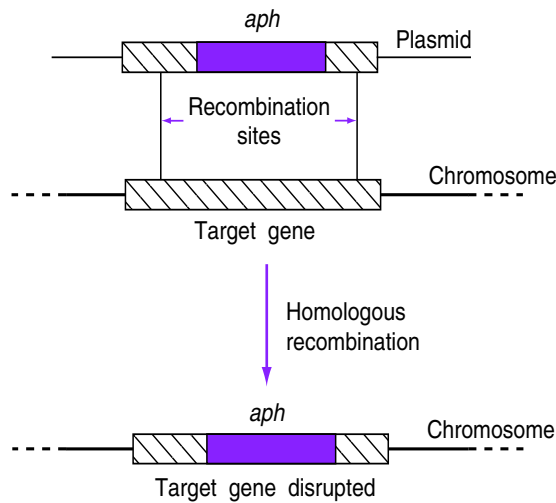 aph
Plasmid
Recombination
sites
Chromosome
Target gene
Homologous
recombination
aph
Chromosome
Target gene disrupted